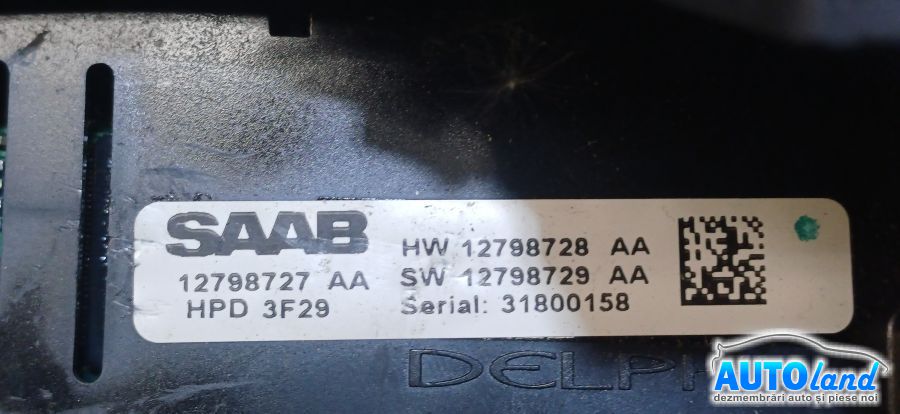 SAAB
12798727 AA
HPD 3F29
HW 12798728 AA
SW 12798729 AA
Serial: 31800158
DELPH
AUTOland
dezmembrări auto și piese noi